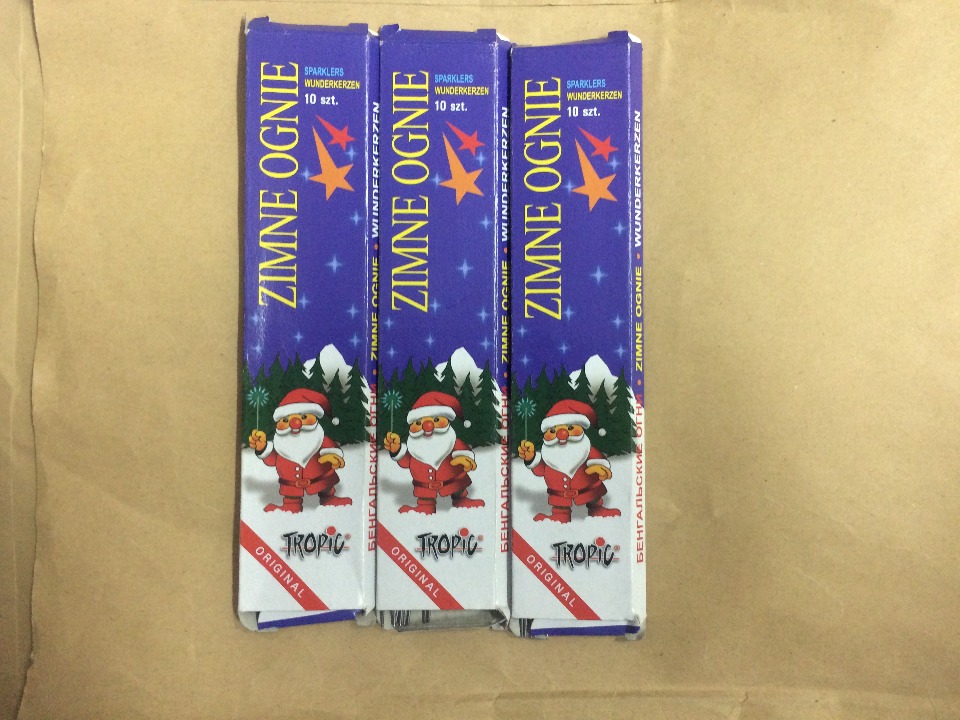 ZIMNE OGNIE
SPARKLERS
WUNDERKERZEN
10 szt.
TROPIC
ORIGINAL
БЕНГАЛЬСКИЕ ОГНИ • ZIMNE OGNIE • WUNDERKERZEN
ZIMNE OGNIE
SPARKLERS
WUNDERKERZEN
10 szt.
TROPIC
ORIGINAL
БЕНГАЛЬСКИЕ ОГНИ • ZIMNE OGNIE • WUNDERKERZEN
ZIMNE OGNIE
SPARKLERS
WUNDERKERZEN
10 szt.
TROPIC
ORIGINAL
БЕНГАЛЬСКИЕ ОГНИ • ZIMNE OGNIE • WUNDERKERZEN